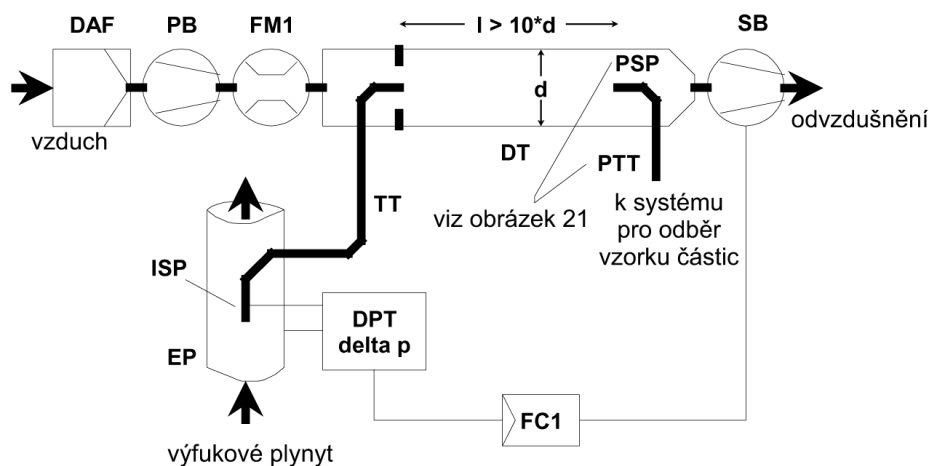 DAF
PB
FM1
l > 10*d
SB
PSP
d
vzduch
DT
odvzdušnění
PTT
TT
viz obrázek 21
k systému
pro odběr
vzorku částic
ISP
DPT
delta p
EP
FC1
výfukové plynyt